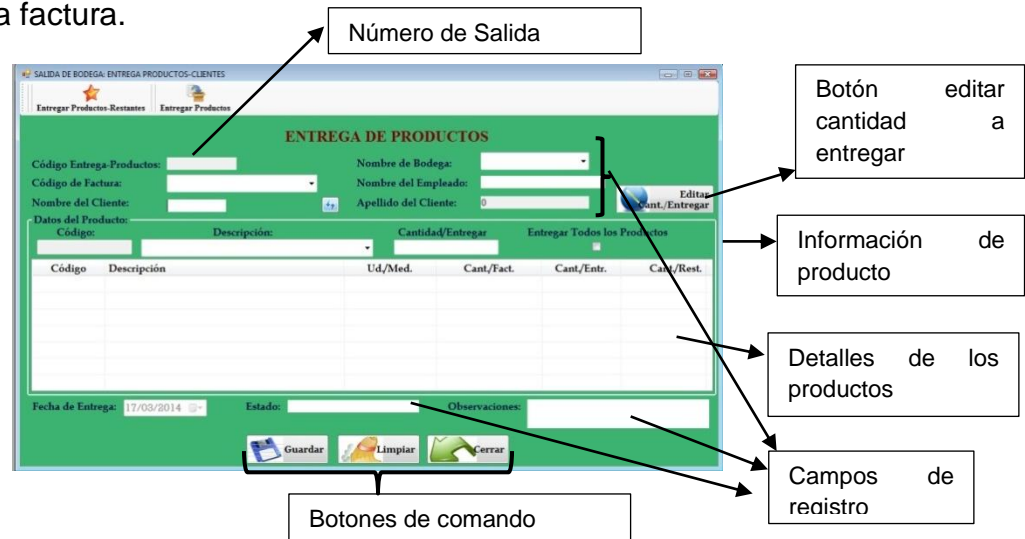 a factura.
Número de Salida
SALIDA DE BODEGA: ENTREGA PRODUCTOS-CLIENTES
Entregar Productos-Restantes Entregar Productos
Botón editar
cantidad a
entregar
ENTREGA DE PRODUCTOS
Código Entrega-Productos: Nombre de Bodega:
Código de Factura: Nombre del Empleado:
Nombre del Cliente: Apellido del Cliente: 0
Editar
Cant./Entregar
Datos del Producto:
Código: Descripción: Cantidad/Entregar Entregar Todos los Productos
Información de
producto
Código Descripción Ud./Med. Cant./Fact. Cant./Entr. Cant./Rest.
Detalles de los
productos
Fecha de Entrega: 17/03/2014 Estado: Observaciones:
Guardar Limpiar Cerrar
Campos de
registro
Botones de comando